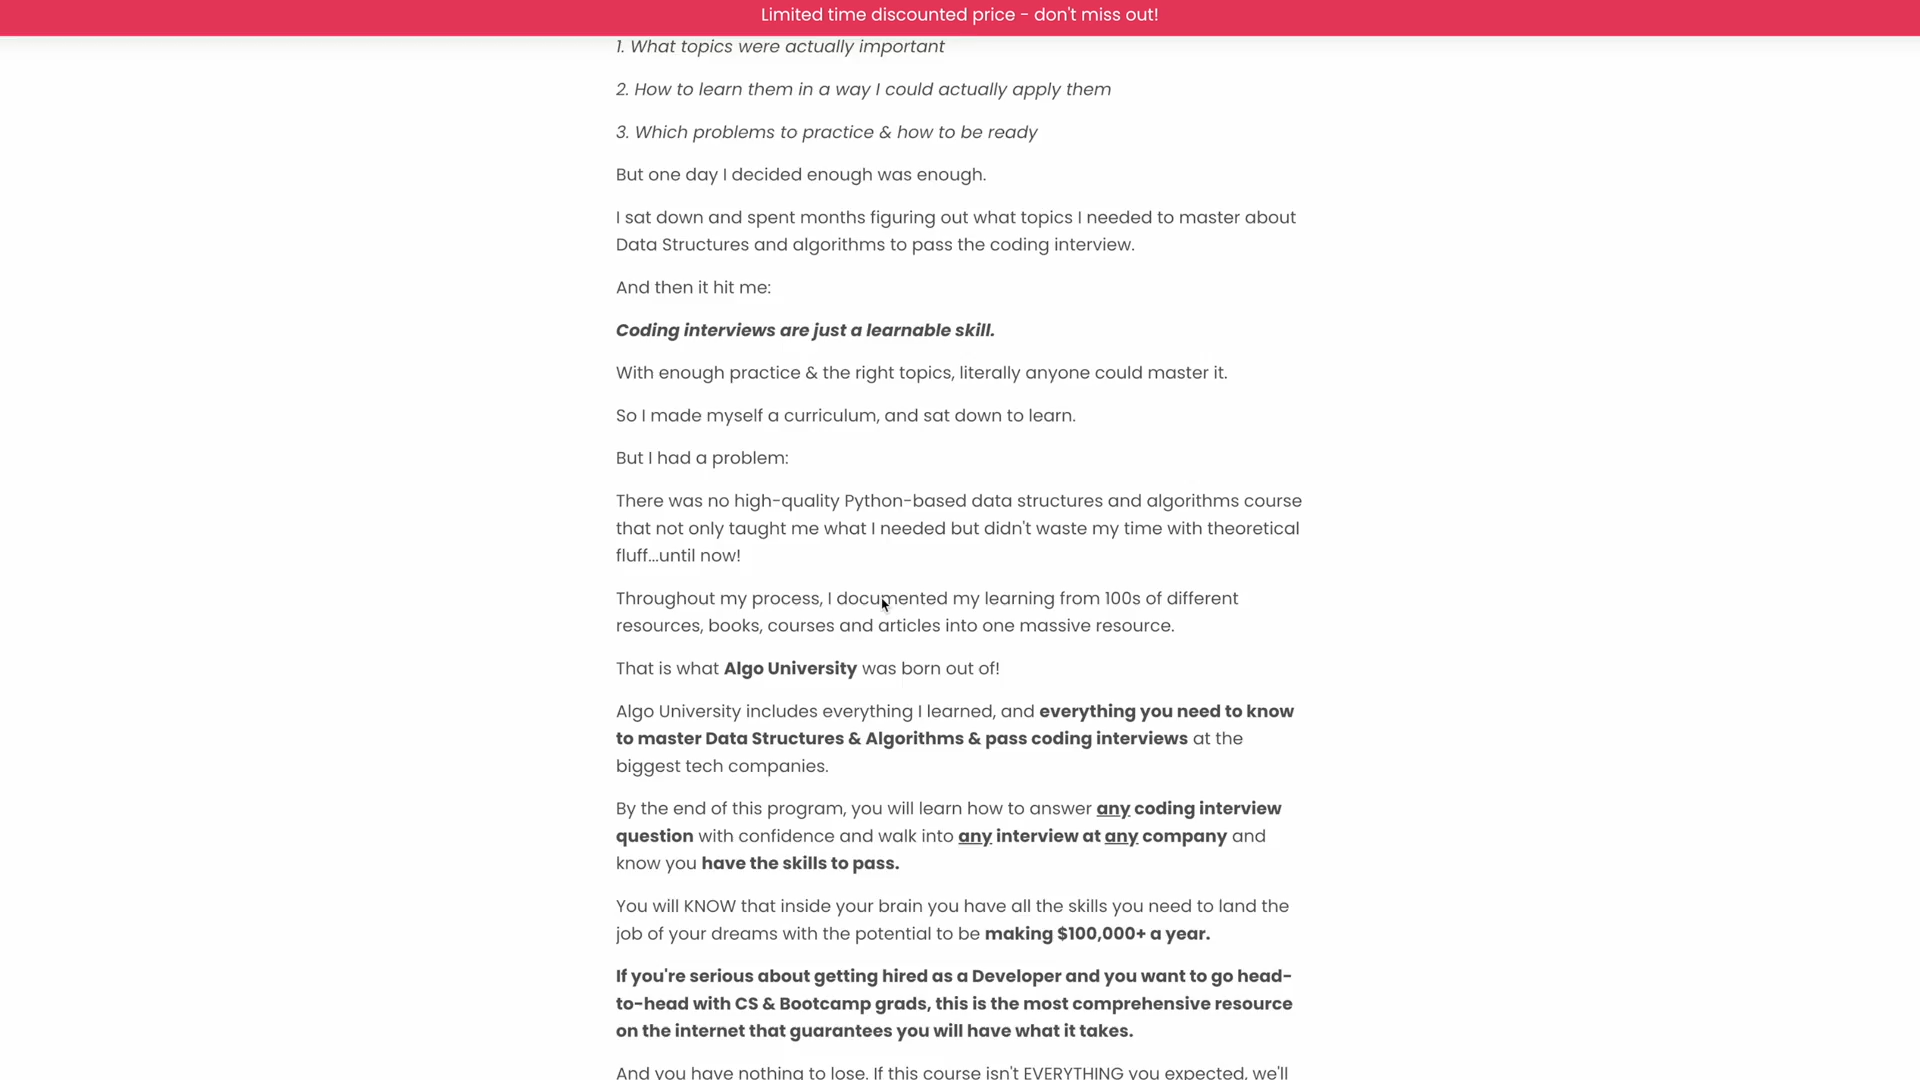 Limited time discounted price - don't miss out!
1. What topics were actually important
2. How to learn them in a way I could actually apply them
3. Which problems to practice & how to be ready
But one day I decided enough was enough.
I sat down and spent months figuring out what topics I needed to master about
Data Structures and algorithms to pass the coding interview.
And then it hit me:
Coding interviews are just a learnable skill.
With enough practice & the right topics, literally anyone could master it.
So I made myself a curriculum, and sat down to learn.
But I had a problem:
There was no high-quality Python-based data structures and algorithms course
that not only taught me what I needed but didn't waste my time with theoretical
fluff...until now!
Throughout my process, I documented my learning from 100s of different
resources, books, courses and articles into one massive resource.
That is what Algo University was born out of!
Algo University includes everything I learned, and everything you need to know
to master Data Structures & Algorithms & pass coding interviews at the
biggest tech companies.
By the end of this program, you will learn how to answer any coding interview
question with confidence and walk into any interview at any company and
know you have the skills to pass.
You will KNOW that inside your brain you have all the skills you need to land the
job of your dreams with the potential to be making $100,000+ a year.
If you're serious about getting hired as a Developer and you want to go head-
to-head with CS & Bootcamp grads, this is the most comprehensive resource
on the internet that guarantees you will have what it takes.
And you have nothing to lose. If this course isn't EVERYTHING you expected, we'll